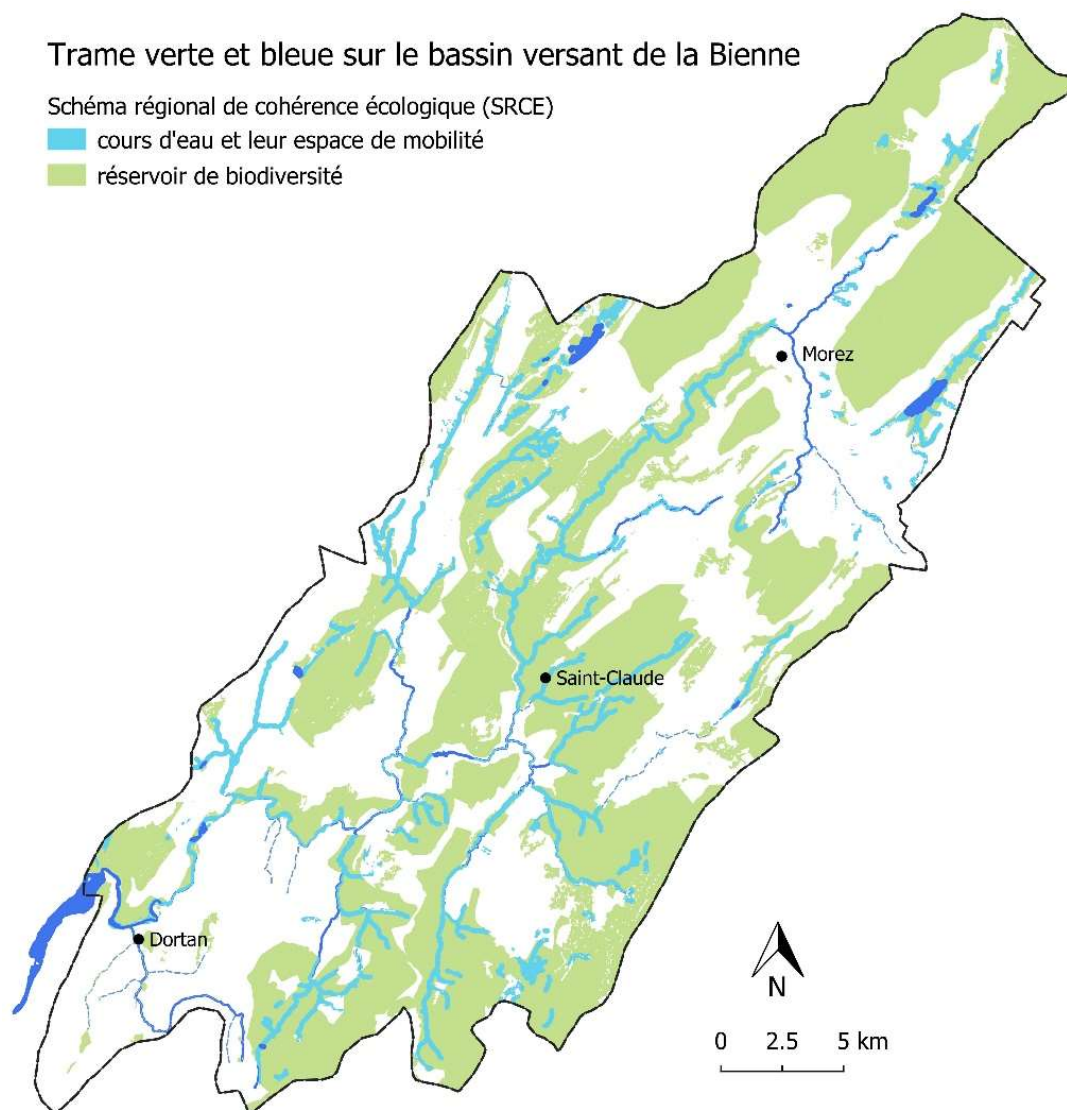 Trame verte et bleue sur le bassin versant de la Bienne
Schéma régional de cohérence écologique (SRCE)
cours d'eau et leur espace de mobilité
réservoir de biodiversité
Morez
Saint-Claude
Dortan
N
0 2.5 5 km